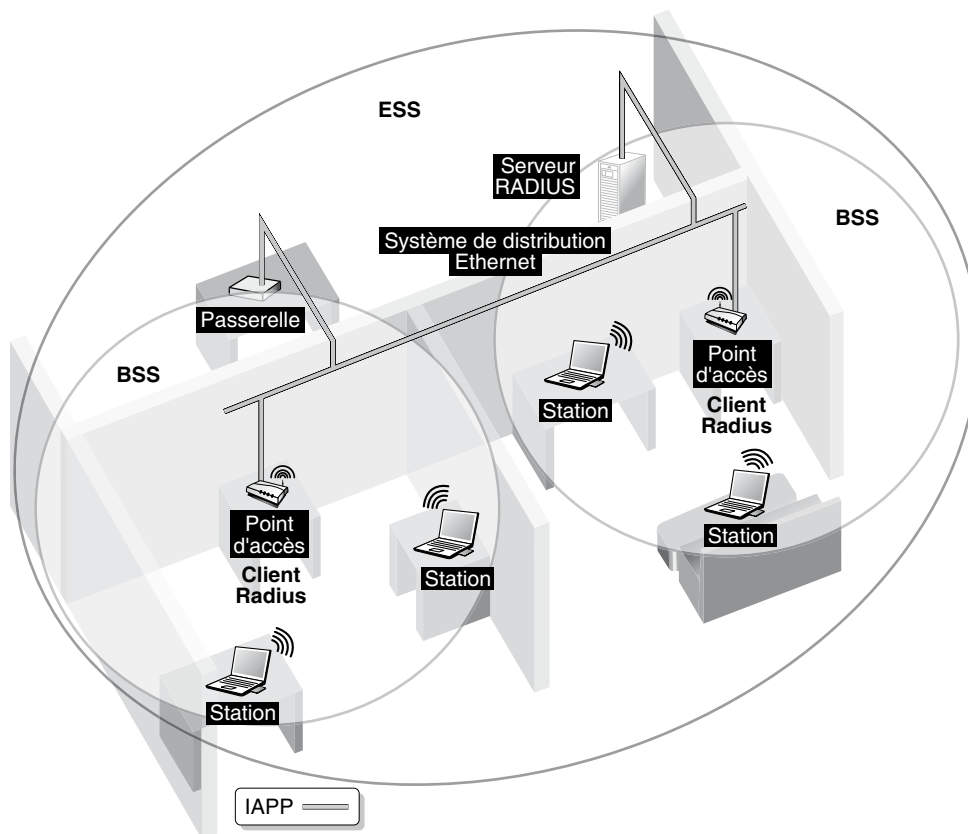 ESS
Serveur
RADIUS
BSS
Système de distribution
Ethernet
Passerelle
BSS
Point
d'accès
Client
Radius
Station
Station
Point
d'accès
Client
Radius
Station
Station
IAPP